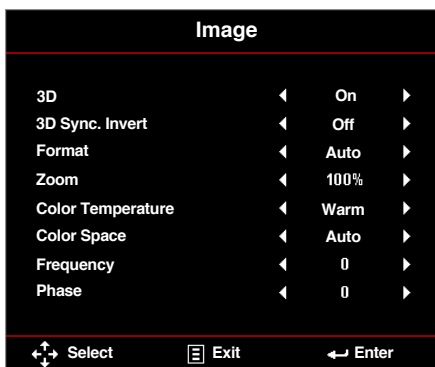 Image
3D On
3D Sync. Invert Off
Format Auto
Zoom 100%
Color Temperature Warm
Color Space Auto
Frequency 0
Phase 0
Select Exit Enter